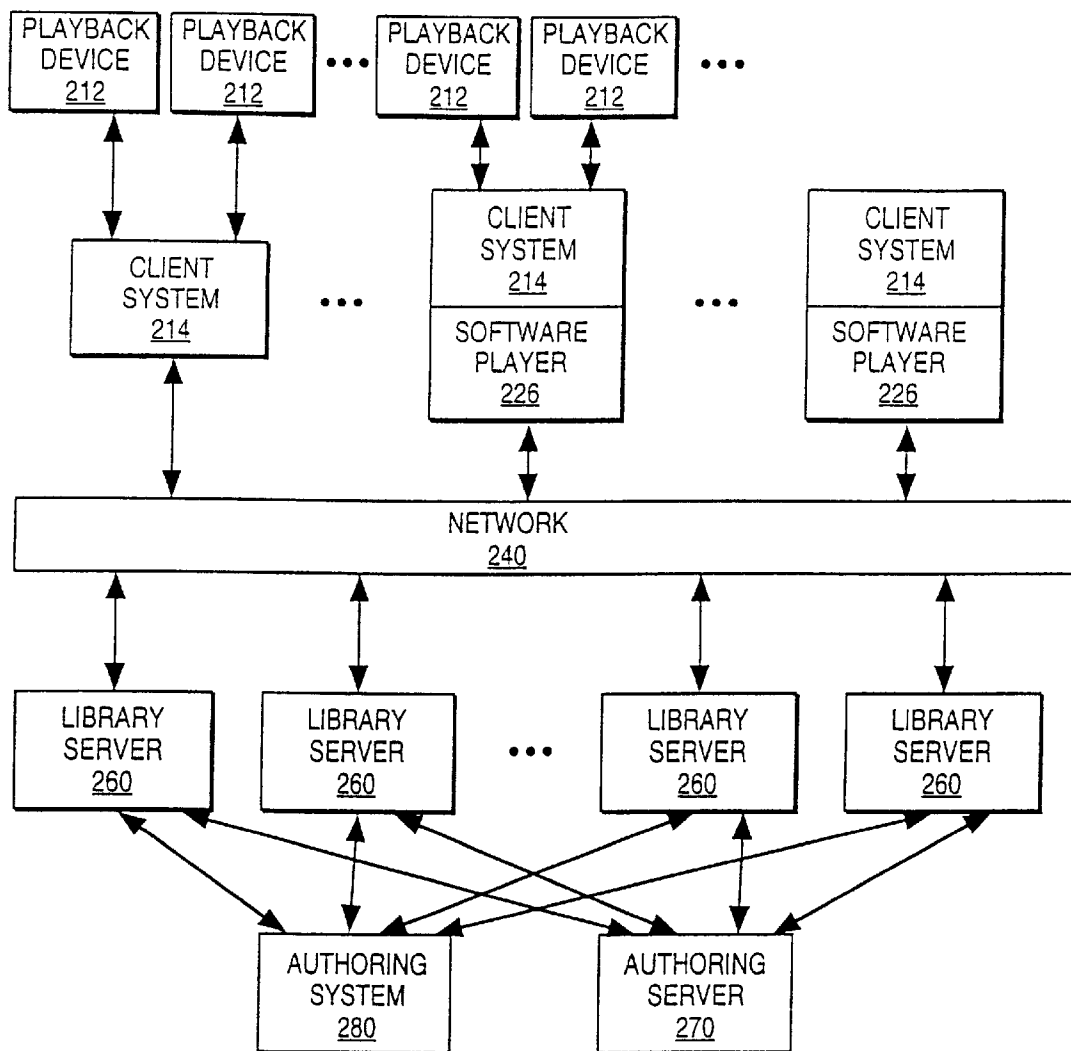 PLAYBACK
DEVICE
212
PLAYBACK
DEVICE
212
PLAYBACK
DEVICE
212
PLAYBACK
DEVICE
212
CLIENT
SYSTEM
214
CLIENT
SYSTEM
214
SOFTWARE
PLAYER
226
CLIENT
SYSTEM
214
SOFTWARE
PLAYER
226
NETWORK
240
LIBRARY
SERVER
260
LIBRARY
SERVER
260
LIBRARY
SERVER
260
LIBRARY
SERVER
260
AUTHORING
SYSTEM
280
AUTHORING
SERVER
270